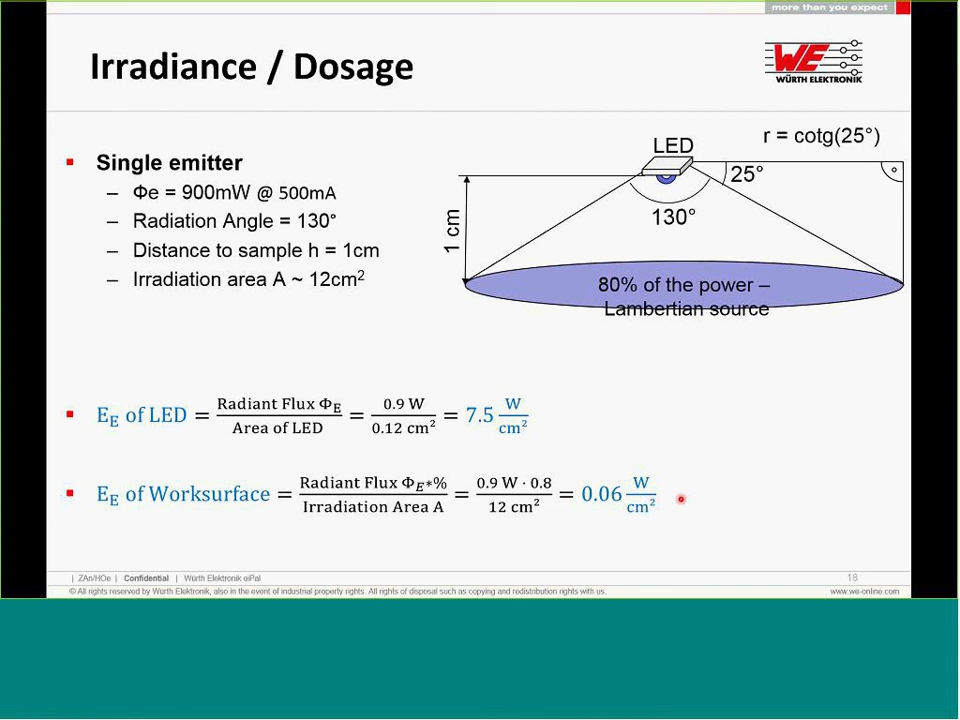 more than you expect
Irradiance / Dosage
WE
WÜRTH ELEKTRONIK
Single emitter
– Φe = 900mW @ 500mA
– Radiation Angle = 130°
– Distance to sample h = 1cm
– Irradiation area A ~ 12cm²
LED
r = cotg(25°)
25°
130°
1 cm
80% of the power –
Lambertian source
E_E of LED = Radiant Flux Φ_E / Area of LED = 0.9 W / 0.12 cm² = 7.5 W / cm²
E_E of Worksurface = Radiant Flux Φ_E*% / Irradiation Area A = 0.9 W · 0.8 / 12 cm² = 0.06 W / cm²
| ZAn/HOe | Confidential | Würth Elektronik eiPal
18
© All rights reserved by Würth Elektronik, also in the event of industrial property rights. All rights of disposal such as copying and redistribution rights with us.
www.we-online.com